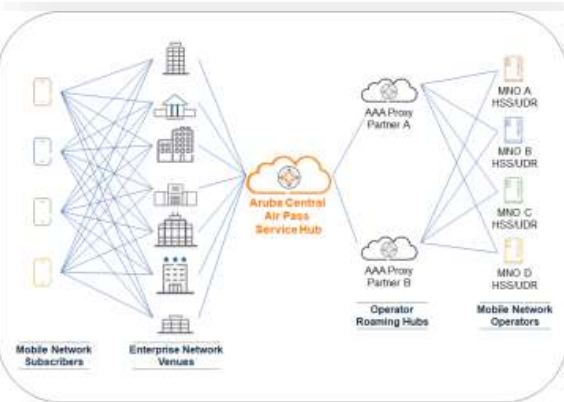 MNO A
HSS/UDR
AAA Proxy
Partner A
MNO B
HSS/UDR
Aruba Central
Air Pass
Service Hub
MNO C
HSS/UDR
AAA Proxy
Partner B
MNO D
HSS/UDR
Operator
Roaming Hubs
Mobile Network
Operators
Mobile Network
Subscribers
Enterprise Network
Venues